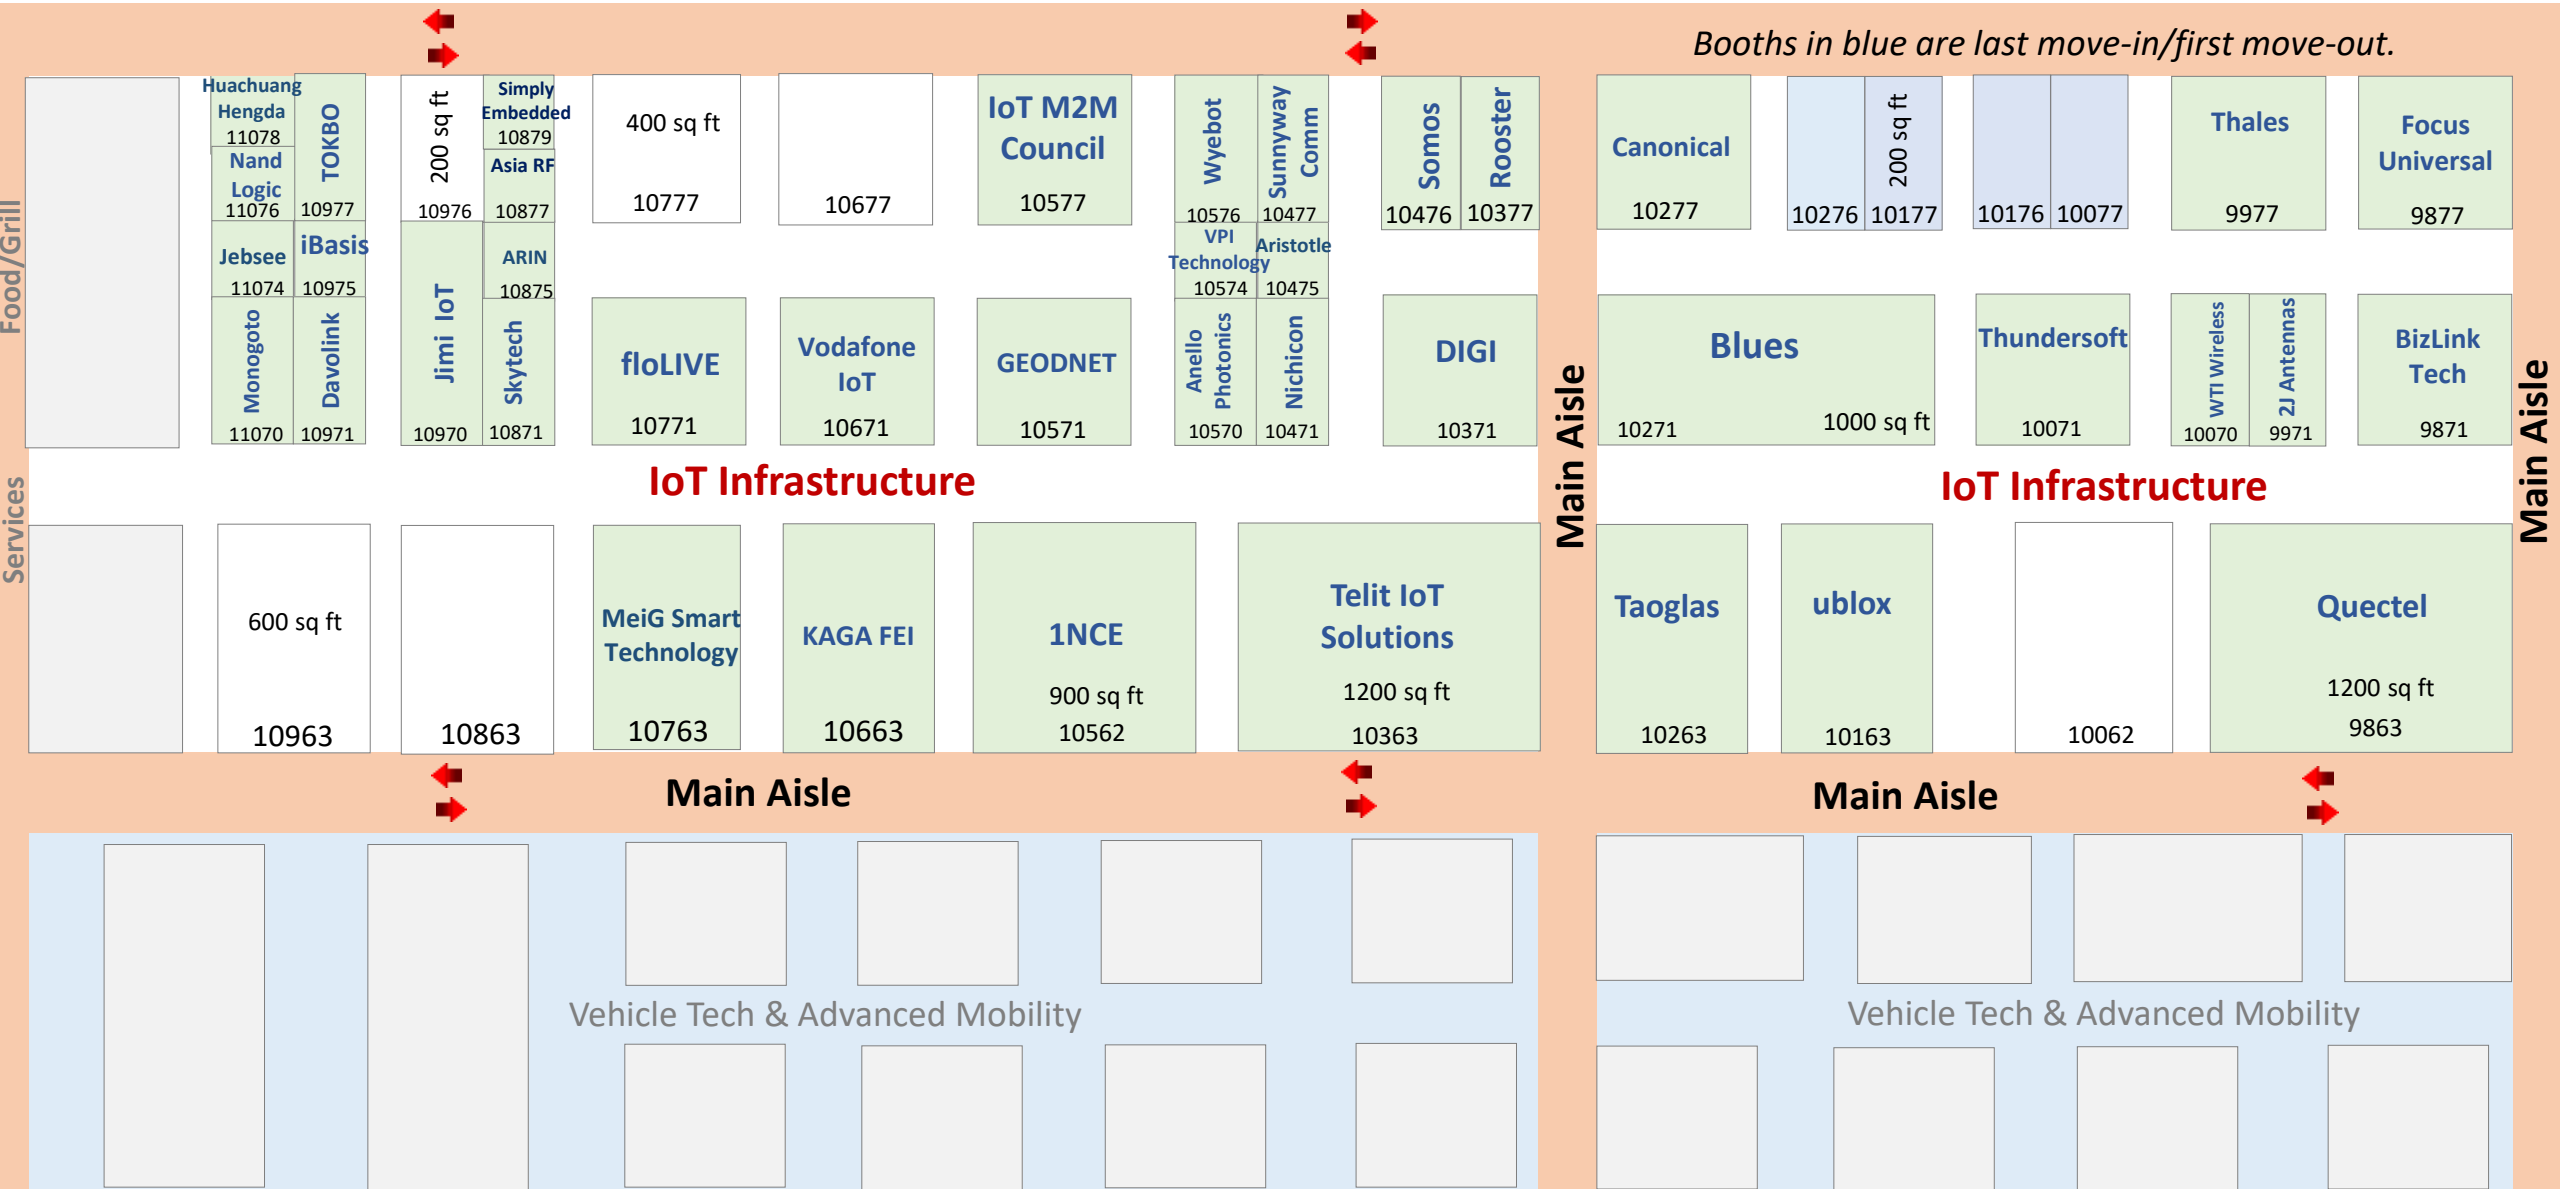 Booths in blue are last move-in/first move-out.
Huachuang
Hengda
11078
TOKBO
10977
Nand
Logic
11076
200 sq ft
10976
Simply
Embedded
10879
Asia RF
10877
400 sq ft
10777
10677
IoT M2M
Council
10577
Wyebot
10576
Sunnyway
Comm
10477
Somos
10476
Rooster
10377
Canonical
10277
10276
200 sq ft
10177
10176
10077
Thales
9977
Focus
Universal
9877
Food/Grill
Jebsee
11074
iBasis
10975
Monogoto
11070
Davolink
10971
Jimi IoT
10970
ARIN
10875
Skytech
10871
floLIVE
10771
Vodafone
IoT
10671
GEODNET
10571
VPI
Technology
10574
Aristotle
10475
Anello
Photonics
10570
Nichicon
10471
DIGI
10371
Main Aisle
Blues
10271
1000 sq ft
Thundersoft
10071
WTI Wireless
10070
2J Antennas
9971
BizLink
Tech
9871
Main Aisle
IoT Infrastructure
IoT Infrastructure
Services
600 sq ft
10963
10863
MeiG Smart
Technology
10763
KAGA FEI
10663
1NCE
900 sq ft
10562
Telit IoT
Solutions
1200 sq ft
10363
Taoglas
10263
ublox
10163
10062
Quectel
1200 sq ft
9863
Main Aisle
Main Aisle
Vehicle Tech & Advanced Mobility
Vehicle Tech & Advanced Mobility